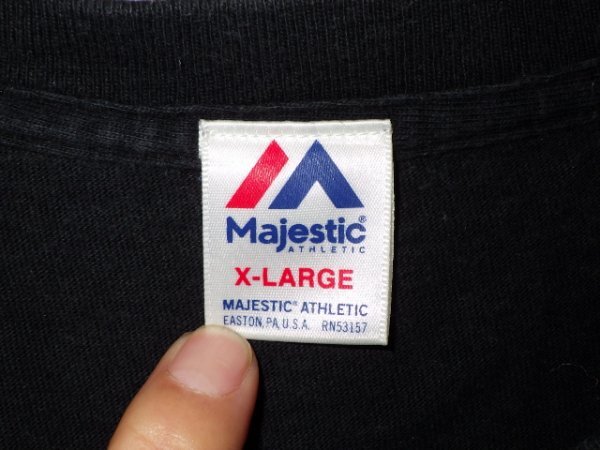 Majestic®
ATHLETIC
X-LARGE
MAJESTIC® ATHLETIC
EASTON, PA, U.S.A. RN53157